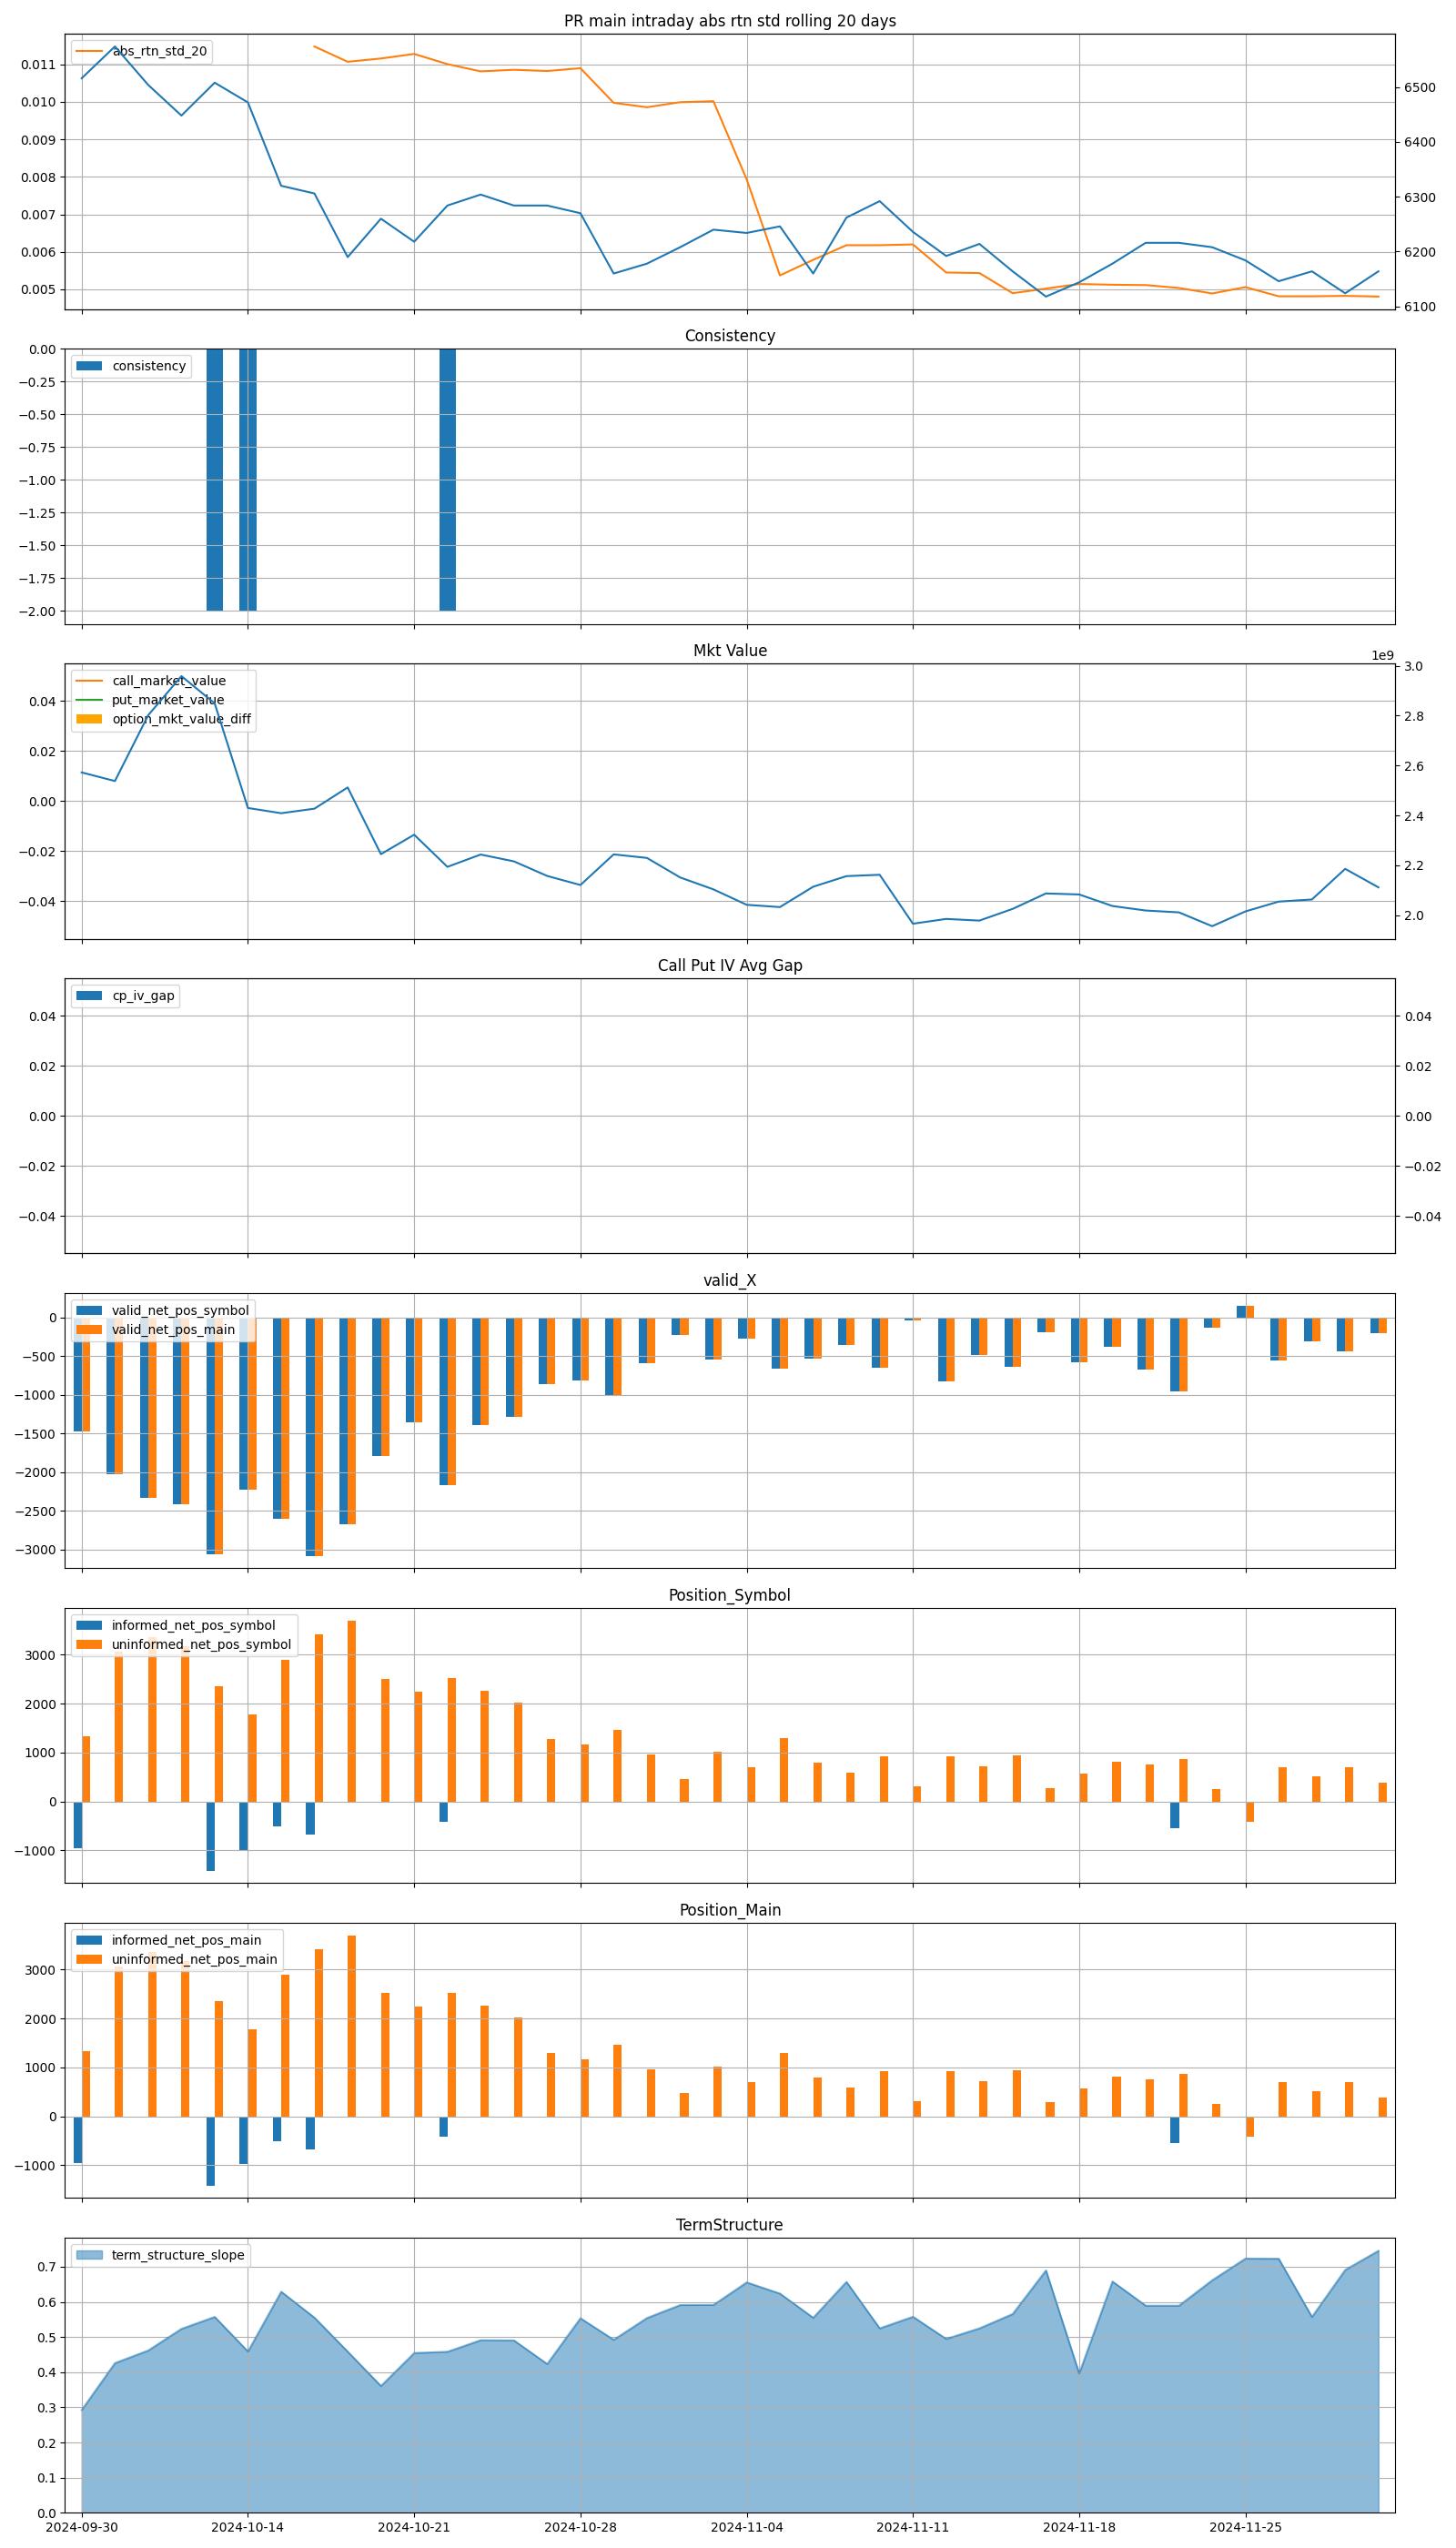 PR main intraday abs rtn std rolling 20 days
abs_rtn_std_20
0.011
0.010
0.009
0.008
0.007
0.006
0.005
6500
6400
6300
6200
6100
Consistency
consistency
0.00
−0.25
−0.50
−0.75
−1.00
−1.25
−1.50
−1.75
−2.00
Mkt Value
1e9
call_market_value
put_market_value
option_mkt_value_diff
0.04
0.02
0.00
−0.02
−0.04
3.0
2.8
2.6
2.4
2.2
2.0
Call Put IV Avg Gap
cp_iv_gap
0.04
0.02
0.00
−0.02
−0.04
0.04
0.02
0.00
−0.02
−0.04
valid_X
valid_net_pos_symbol
valid_net_pos_main
0
−500
−1000
−1500
−2000
−2500
−3000
Position_Symbol
informed_net_pos_symbol
uninformed_net_pos_symbol
3000
2000
1000
0
−1000
Position_Main
informed_net_pos_main
uninformed_net_pos_main
3000
2000
1000
0
−1000
TermStructure
term_structure_slope
0.7
0.6
0.5
0.4
0.3
0.2
0.1
0.0
2024-09-30 2024-10-14 2024-10-21 2024-10-28 2024-11-04 2024-11-11 2024-11-18 2024-11-25